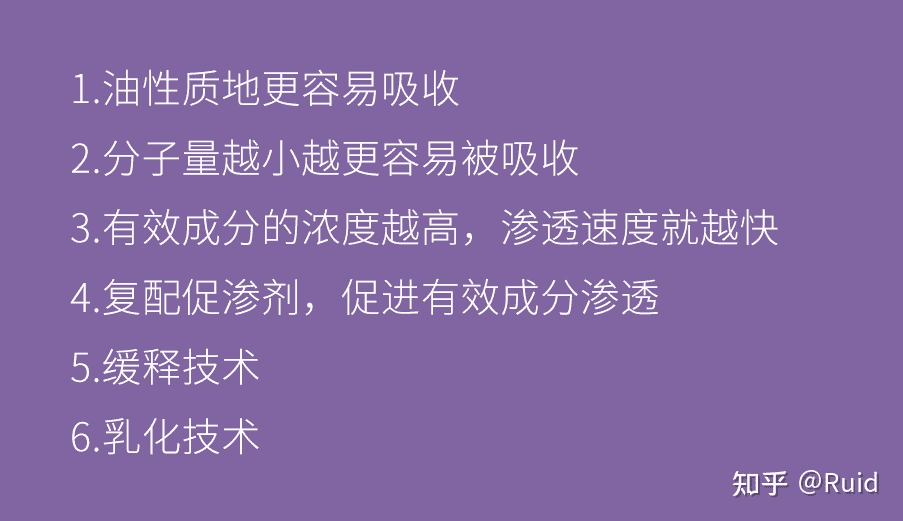 1.油性质地更容易吸收
2.分子量越小越更容易被吸收
3.有效成分的浓度越高，渗透速度就越快
4.复配促渗剂，促进有效成分渗透
5.缓释技术
6.乳化技术
知乎 @Ruid